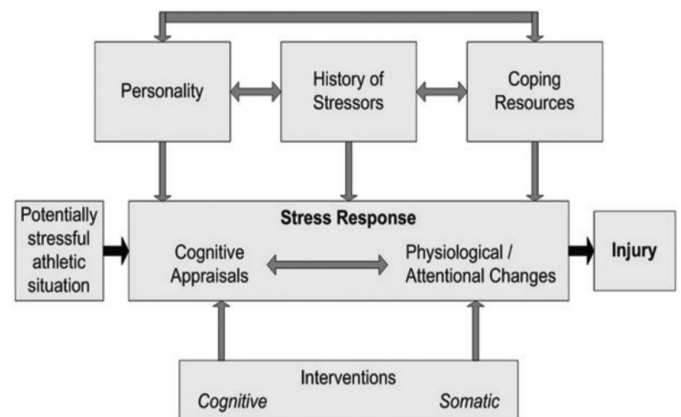 Personality
History of
Stressors
Coping
Resources
Potentially
stressful
athletic
situation
Stress Response
Cognitive
Appraisals
Physiological /
Attentional Changes
Injury
Interventions
Cognitive
Somatic